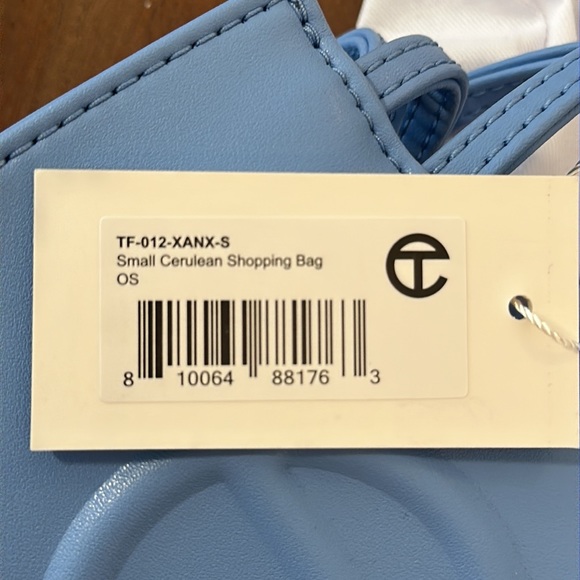 TF-012-XANX-S
Small Cerulean Shopping Bag
OS
8 10064 88176 3